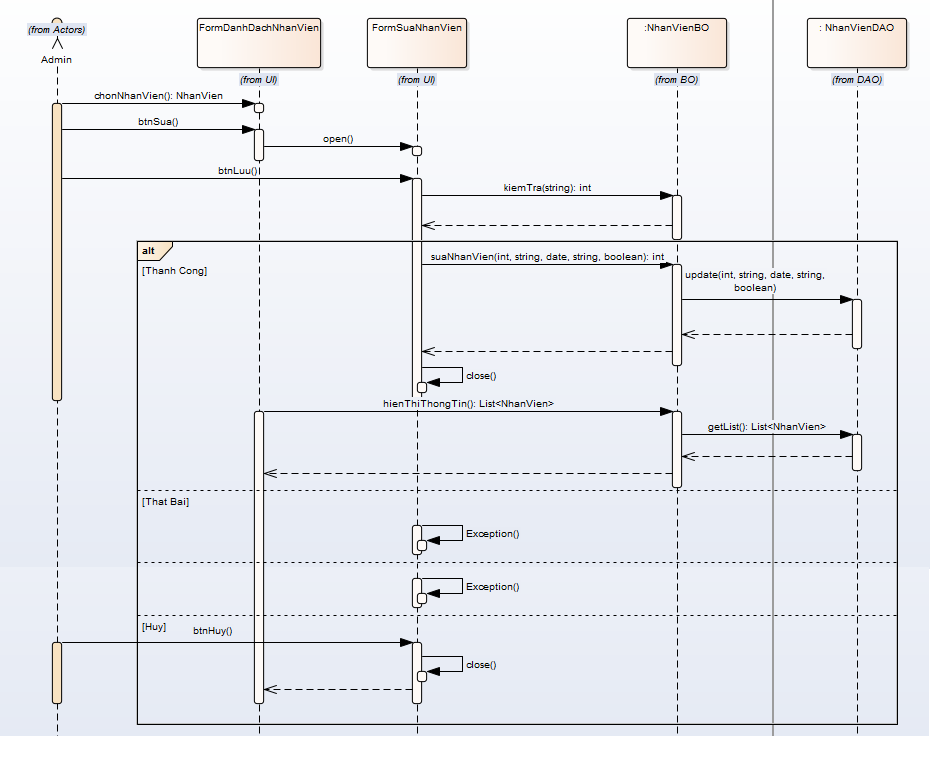 (from Actors)
Admin
FormDanhDachNhanVien
(from UI)
FormSuaNhanVien
(from UI)
:NhanVienBO
(from BO)
: NhanVienDAO
(from DAO)
chonNhanVien(): NhanVien
btnSua()
open()
btnLuu()
kiemTra(string): int
alt
[Thanh Cong]
suaNhanVien(int, string, date, string, boolean): int
update(int, string, date, string,
boolean)
close()
hienThiThongTin(): List<NhanVien>
getList(): List<NhanVien>
[That Bai]
Exception()
Exception()
[Huy]
btnHuy()
close()